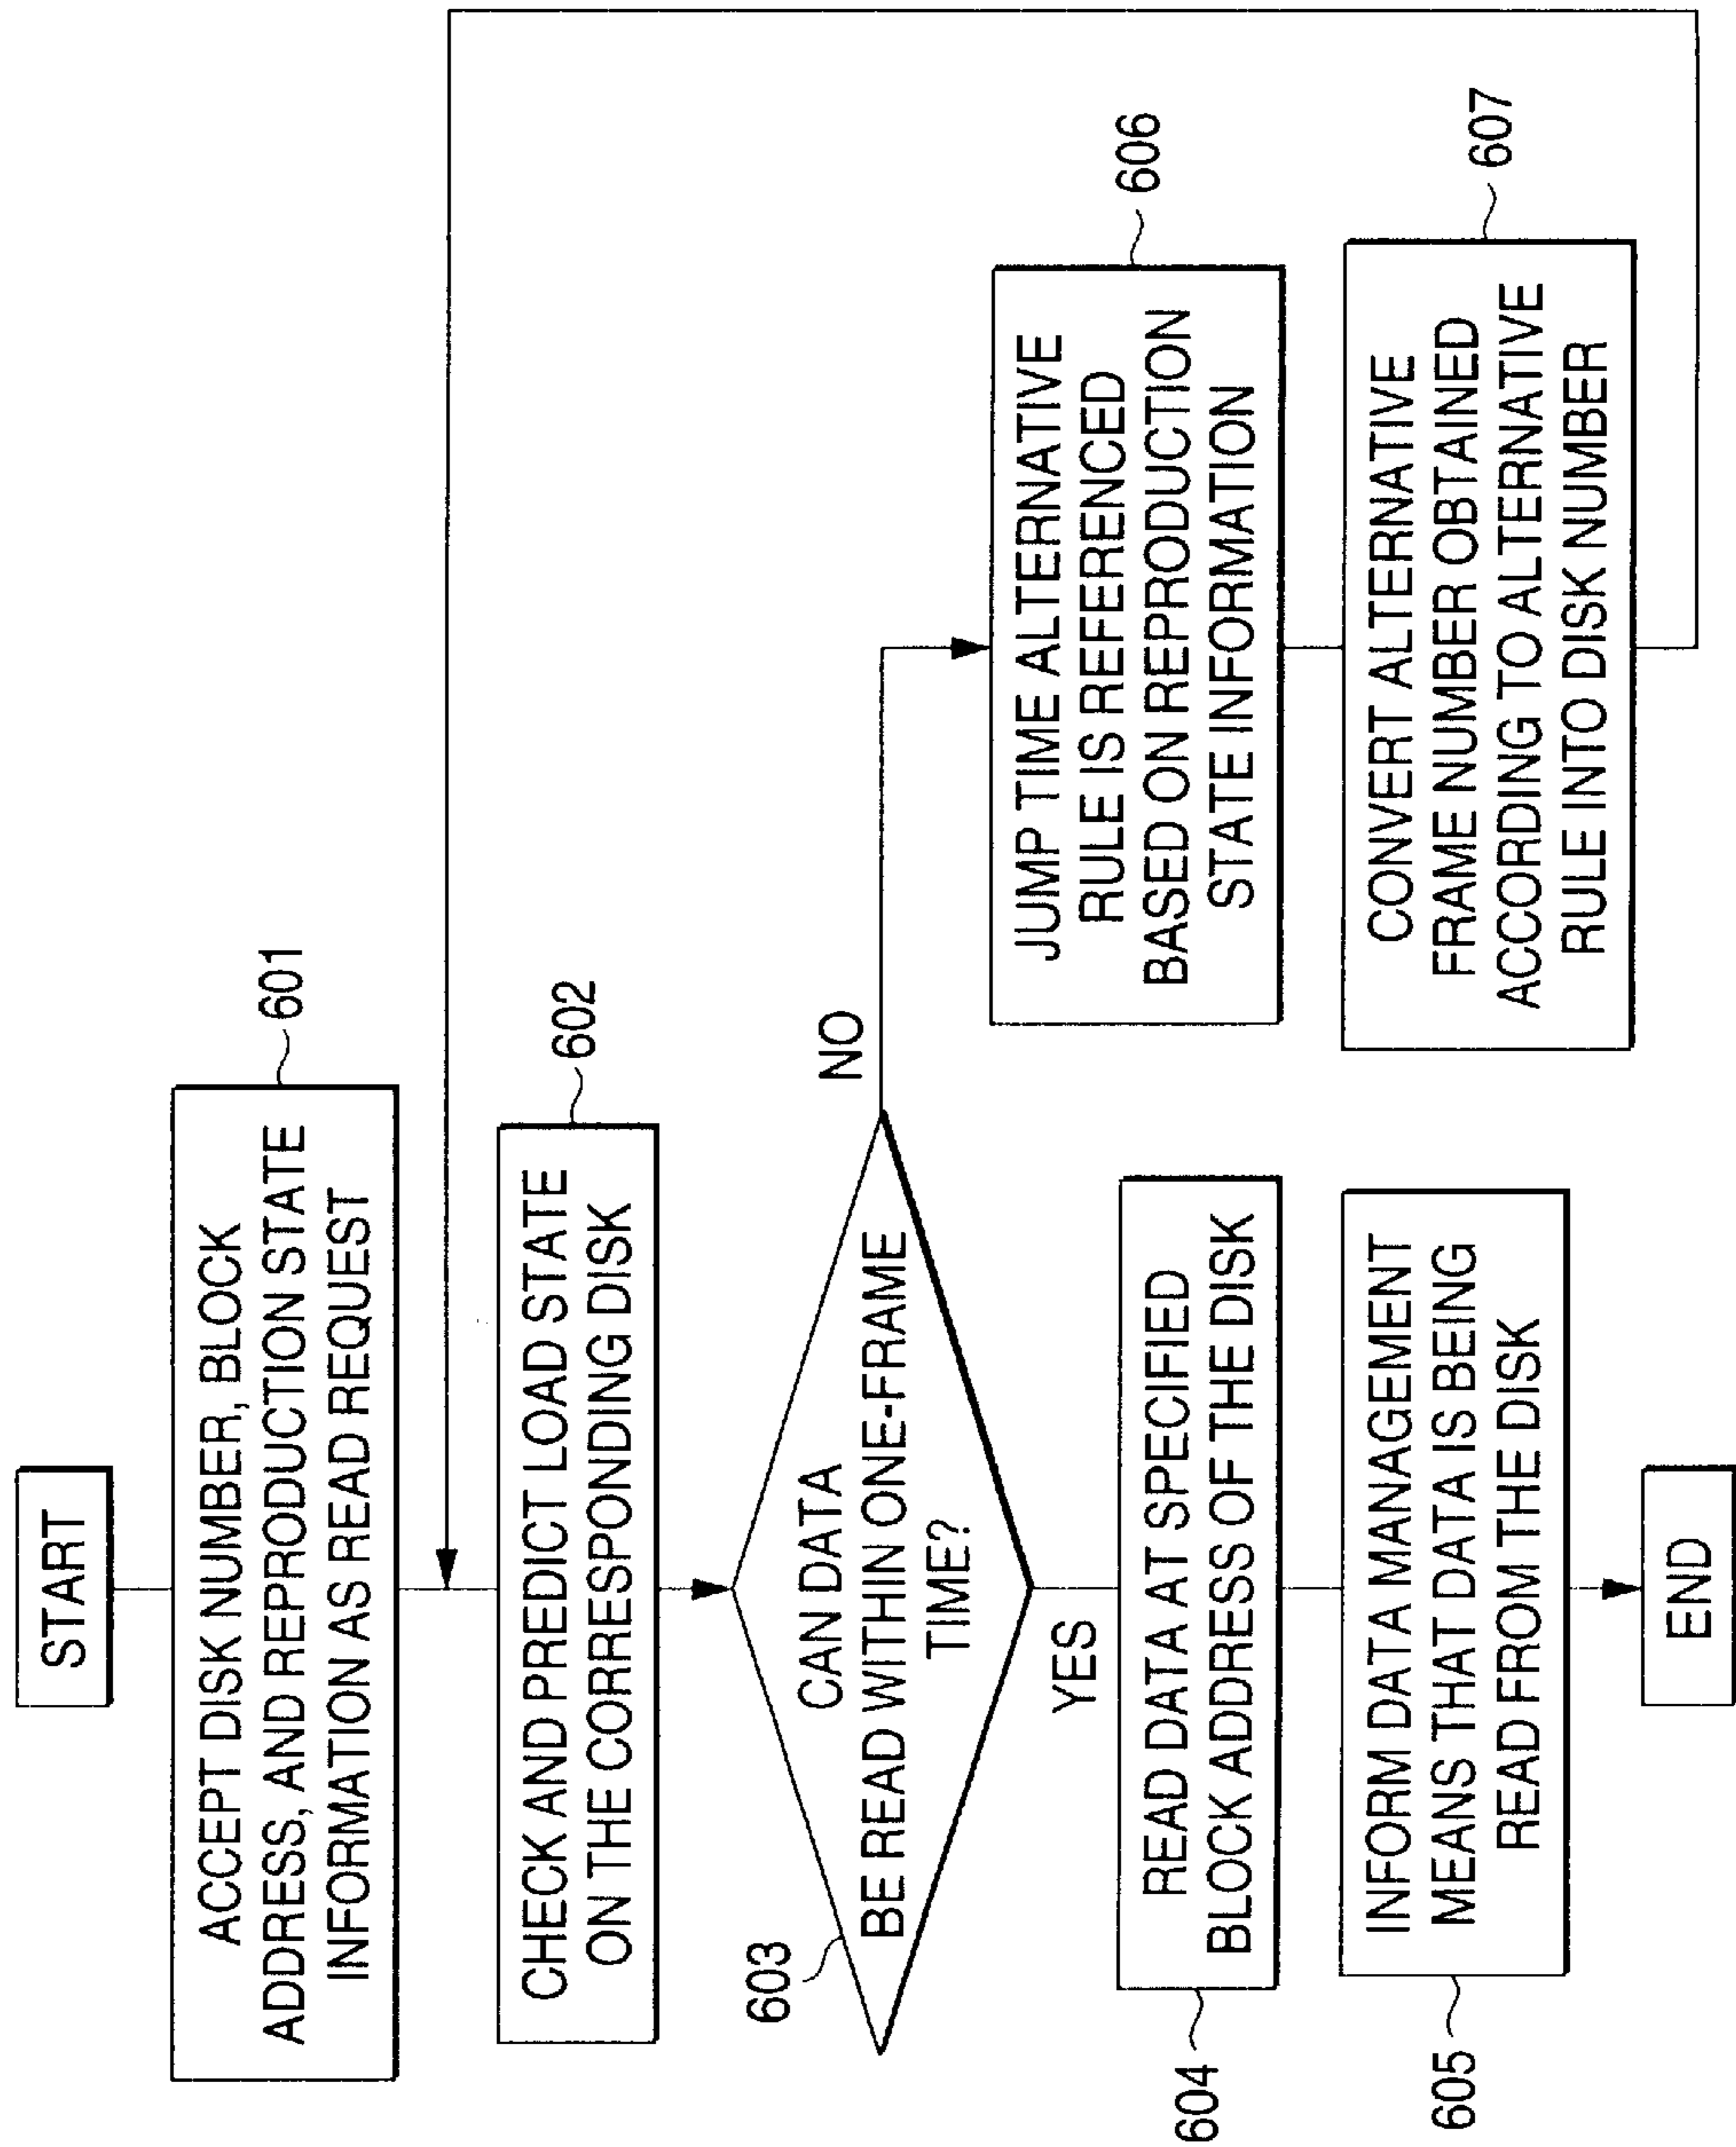 START
ACCEPT DISK NUMBER, BLOCK
ADDRESS, AND REPRODUCTION STATE
INFORMATION AS READ REQUEST
601
CHECK AND PREDICT LOAD STATE
ON THE CORRESPONDING DISK
602
603
CAN DATA
BE READ WITHIN ONE-FRAME
TIME?
NO
YES
READ DATA AT SPECIFIED
BLOCK ADDRESS OF THE DISK
604
INFORM DATA MANAGEMENT
MEANS THAT DATA IS BEING
READ FROM THE DISK
605
END
JUMP TIME ALTERNATIVE
RULE IS REFERENCED
BASED ON REPRODUCTION
STATE INFORMATION
606
CONVERT ALTERNATIVE
FRAME NUMBER OBTAINED
ACCORDING TO ALTERNATIVE
RULE INTO DISK NUMBER
607